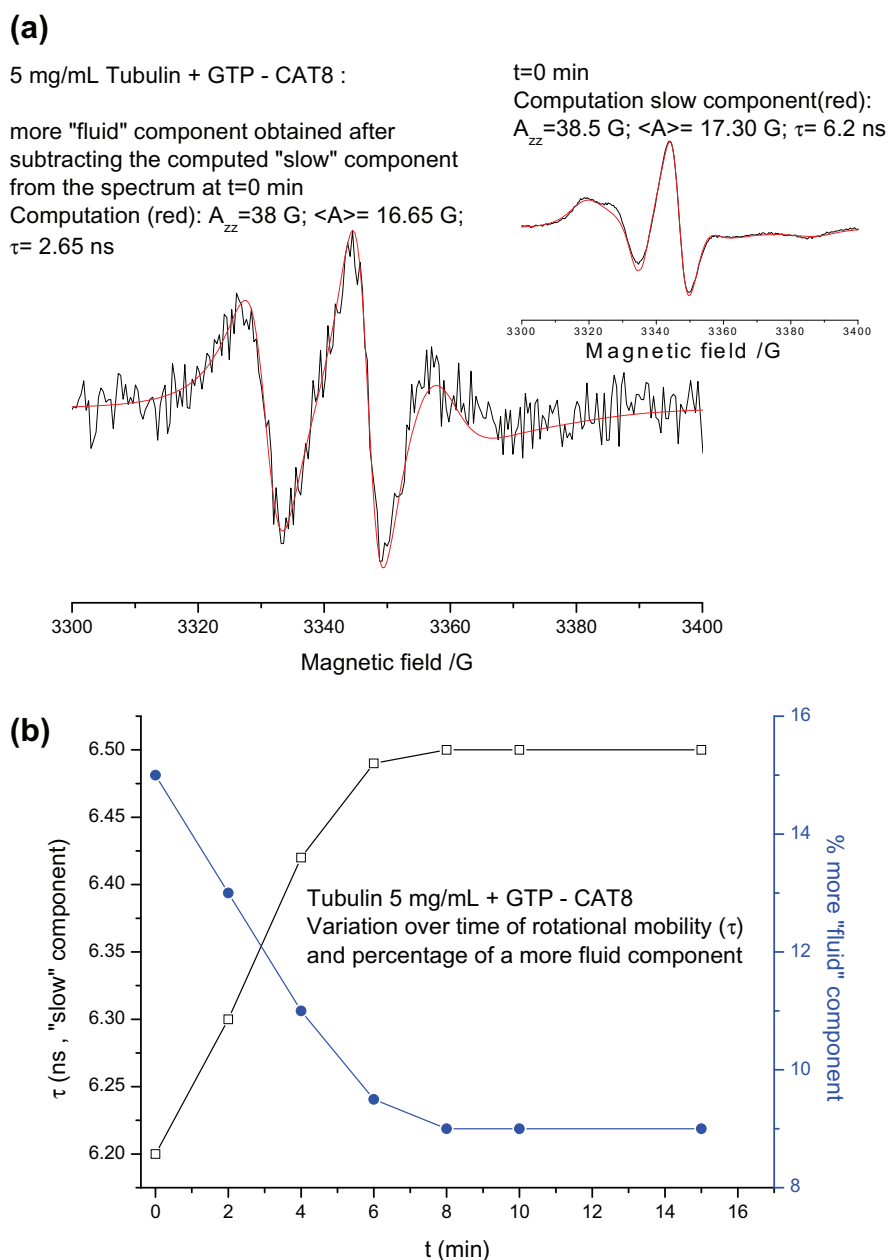 (a)
5 mg/mL Tubulin + GTP - CAT8 :
more "fluid" component obtained after
subtracting the computed "slow" component
from the spectrum at t=0 min
Computation (red): Azz=38 G; <A>= 16.65 G;
τ= 2.65 ns
t=0 min
Computation slow component(red):
Azz=38.5 G; <A>= 17.30 G; τ= 6.2 ns
3300 3320 3340 3360 3380 3400
Magnetic field /G
3300 3320 3340 3360 3380 3400
Magnetic field /G
(b)
τ (ns , "slow" component)
6.50
6.45
6.40
6.35
6.30
6.25
6.20
Tubulin 5 mg/mL + GTP - CAT8
Variation over time of rotational mobility (τ)
and percentage of a more fluid component
16
14
12
10
8
% more "fluid" component
0 2 4 6 8 10 12 14 16
t (min)